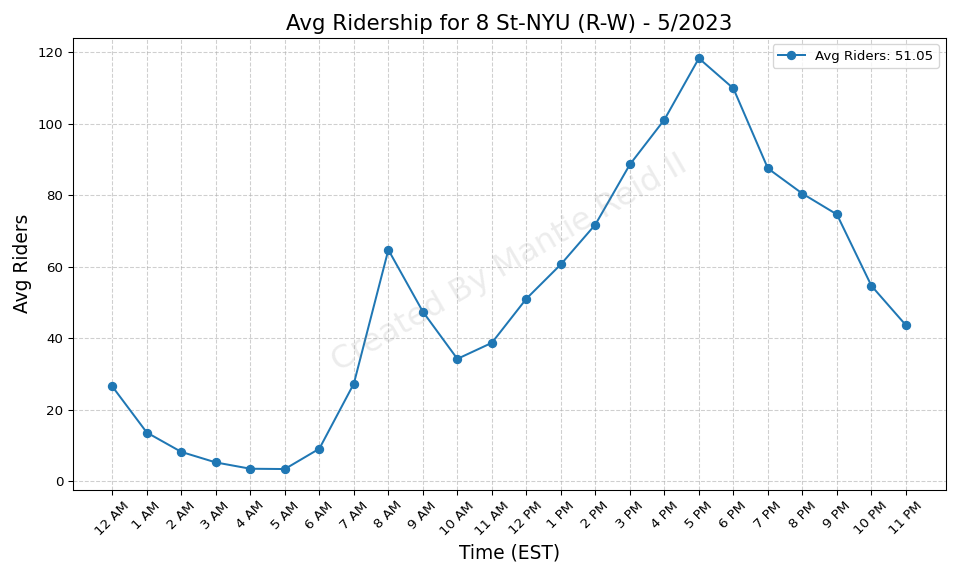 Avg Ridership for 8 St-NYU (R-W) - 5/2023
Avg Riders: 51.05
120
100
80
60
40
20
0
Avg Riders
Created By Mantle Reid II
12 AM
1 AM
2 AM
3 AM
4 AM
5 AM
6 AM
7 AM
8 AM
9 AM
10 AM
11 AM
12 PM
1 PM
2 PM
3 PM
4 PM
5 PM
6 PM
7 PM
8 PM
9 PM
10 PM
11 PM
Time (EST)